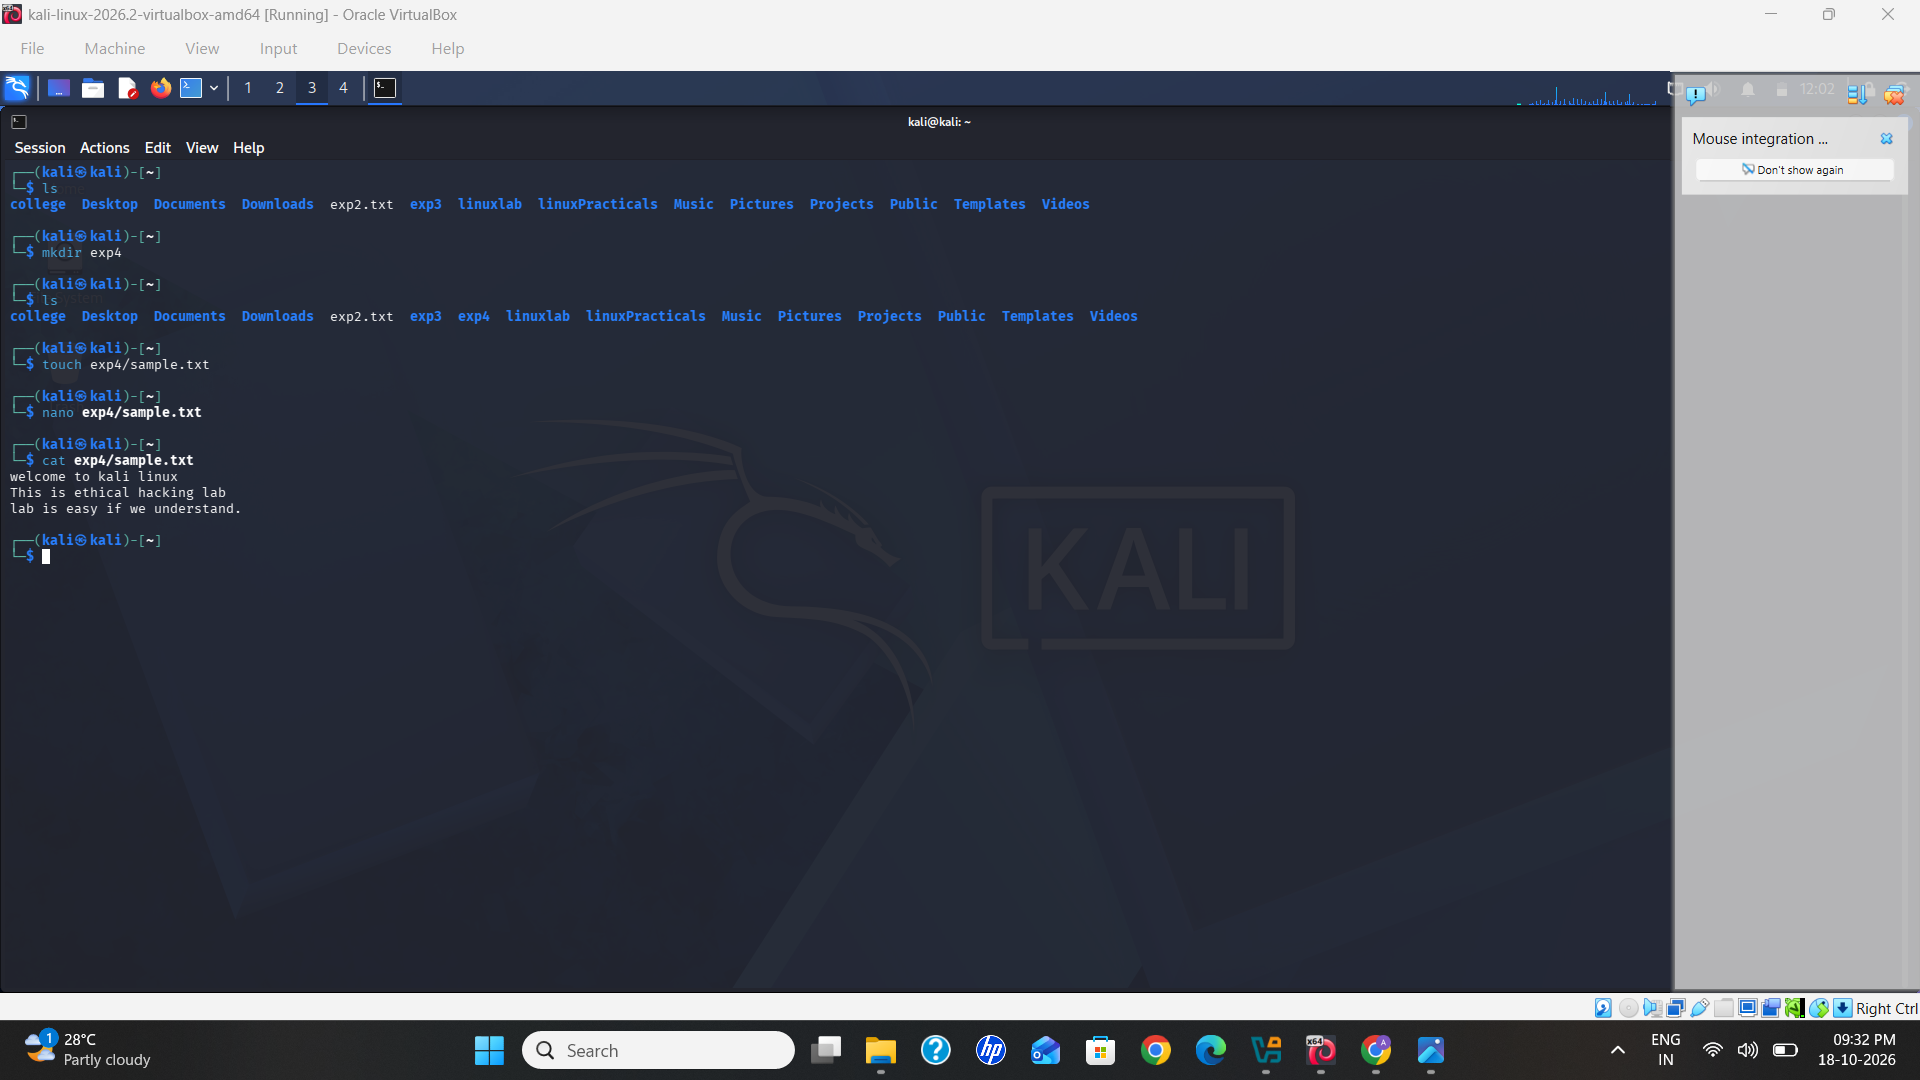 kali-linux-2026.2-virtualbox-amd64 [Running] - Oracle VirtualBox
File Machine View Input Devices Help
1 2 3 4
12:02
kali@kali: ~
Session Actions Edit View Help
Mouse integration ...
Don't show again
┌──(kali㉿kali)-[~]
└─$ ls
college Desktop Documents Downloads exp2.txt exp3 linuxlab linuxPracticals Music Pictures Projects Public Templates Videos
┌──(kali㉿kali)-[~]
└─$ mkdir exp4
┌──(kali㉿kali)-[~]
└─$ ls
college Desktop Documents Downloads exp2.txt exp3 exp4 linuxlab linuxPracticals Music Pictures Projects Public Templates Videos
┌──(kali㉿kali)-[~]
└─$ touch exp4/sample.txt
┌──(kali㉿kali)-[~]
└─$ nano exp4/sample.txt
┌──(kali㉿kali)-[~]
└─$ cat exp4/sample.txt
welcome to kali linux
This is ethical hacking lab
lab is easy if we understand.
┌──(kali㉿kali)-[~]
└─$
KALI
Right Ctrl
1
28°C
Partly cloudy
Search
ENG
IN
09:32 PM
18-10-2026